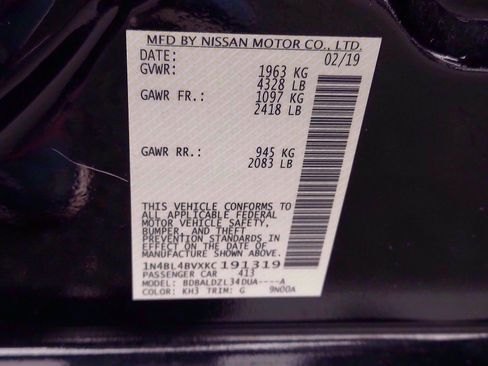 MFD BY NISSAN MOTOR CO., LTD.
DATE: 02/19
GVWR: 1963 KG
4328 LB
GAWR FR.: 1097 KG
2418 LB
GAWR RR.: 945 KG
2083 LB
THIS VEHICLE CONFORMS TO
ALL APPLICABLE FEDERAL
MOTOR VEHICLE SAFETY,
BUMPER, AND THEFT
PREVENTION STANDARDS IN
EFFECT ON THE DATE OF
MANUFACTURE SHOWN ABOVE.
1N4BL4BVXKC191319
PASSENGER CAR 413
MODEL: BDBALDZL34DUA----A
COLOR: KH3 TRIM: G 9N00A